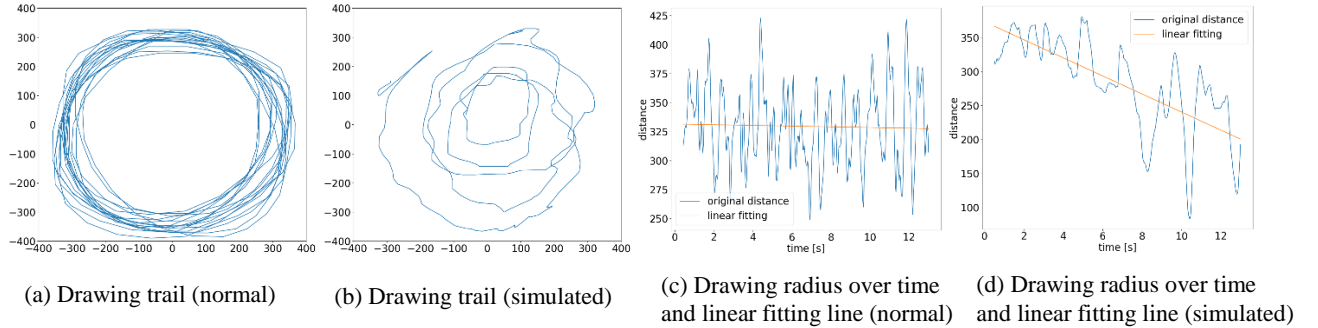 400
300
200
100
0
−100
−200
−300
−400
−400 −300 −200 −100 0 100 200 300 400
(a) Drawing trail (normal)
400
300
200
100
0
−100
−200
−300
−400
−400 −300 −200 −100 0 100 200 300 400
(b) Drawing trail (simulated)
425
400
375
350
325
300
275
250
distance
original distance
linear fitting
0 2 4 6 8 10 12
time [s]
(c) Drawing radius over time
and linear fitting line (normal)
350
300
250
200
150
100
distance
original distance
linear fitting
0 2 4 6 8 10 12
time [s]
(d) Drawing radius over time
and linear fitting line (simulated)